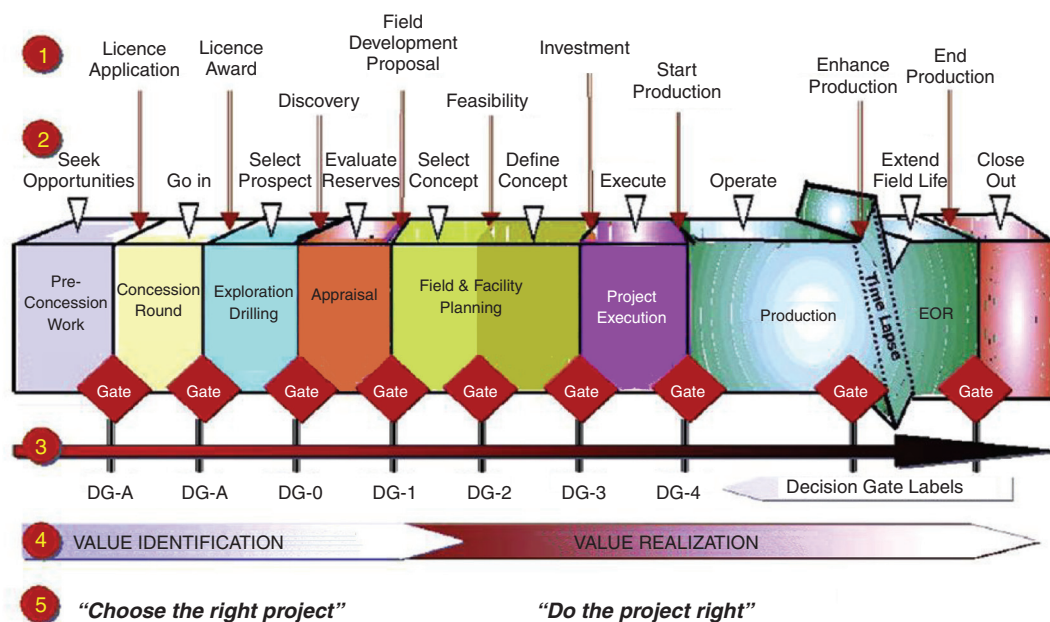 1
Licence
Application
Licence
Award
Field
Development
Proposal
Investment
Enhance
Production
End
Production
Discovery
Feasibility
Start
Production
2
Seek
Opportunities
Go in
Select
Prospect
Evaluate
Reserves
Select
Concept
Define
Concept
Execute
Operate
Extend
Field Life
Close
Out
Pre-
Concession
Work
Concession
Round
Exploration
Drilling
Appraisal
Field & Facility
Planning
Project
Execution
Production
Time Lapse
EOR
Gate
Gate
Gate
Gate
Gate
Gate
Gate
Gate
Gate
3
DG-A
DG-A
DG-0
DG-1
DG-2
DG-3
DG-4
Decision Gate Labels
4
VALUE IDENTIFICATION
VALUE REALIZATION
5
“Choose the right project”
“Do the project right”